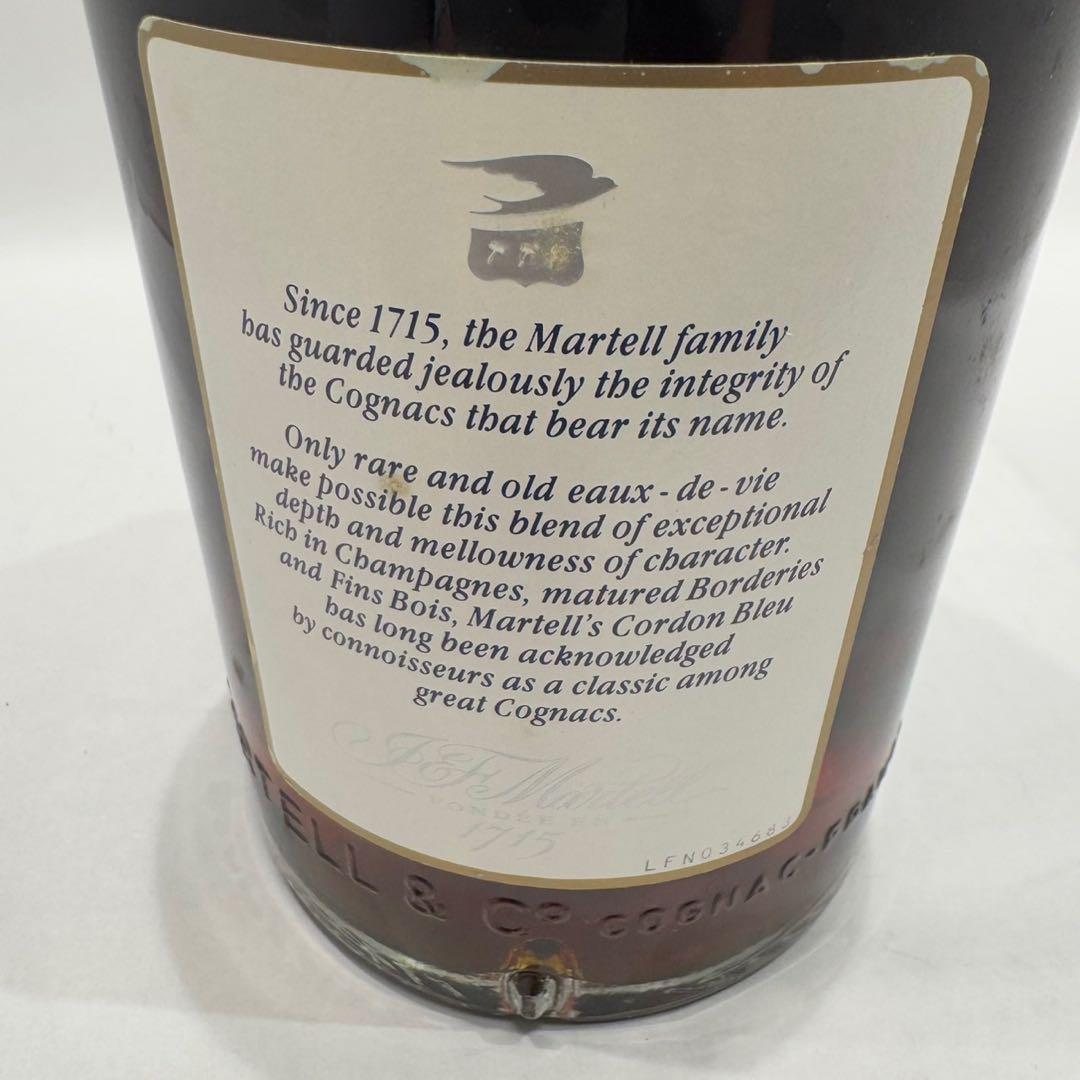 Since 1715, the Martell family
has guarded jealously the integrity of
the Cognacs that bear its name.
Only rare and old eaux-de-vie
make possible this blend of exceptional
depth and mellowness of character.
Rich in Champagnes, matured Borderies
and Fins Bois, Martell's Cordon Bleu
has long been acknowledged
by connoisseurs as a classic among
great Cognacs.
J&F Martell
FONDÉE EN
1715
LFN034683
TELL & Co COGNAC-FRA